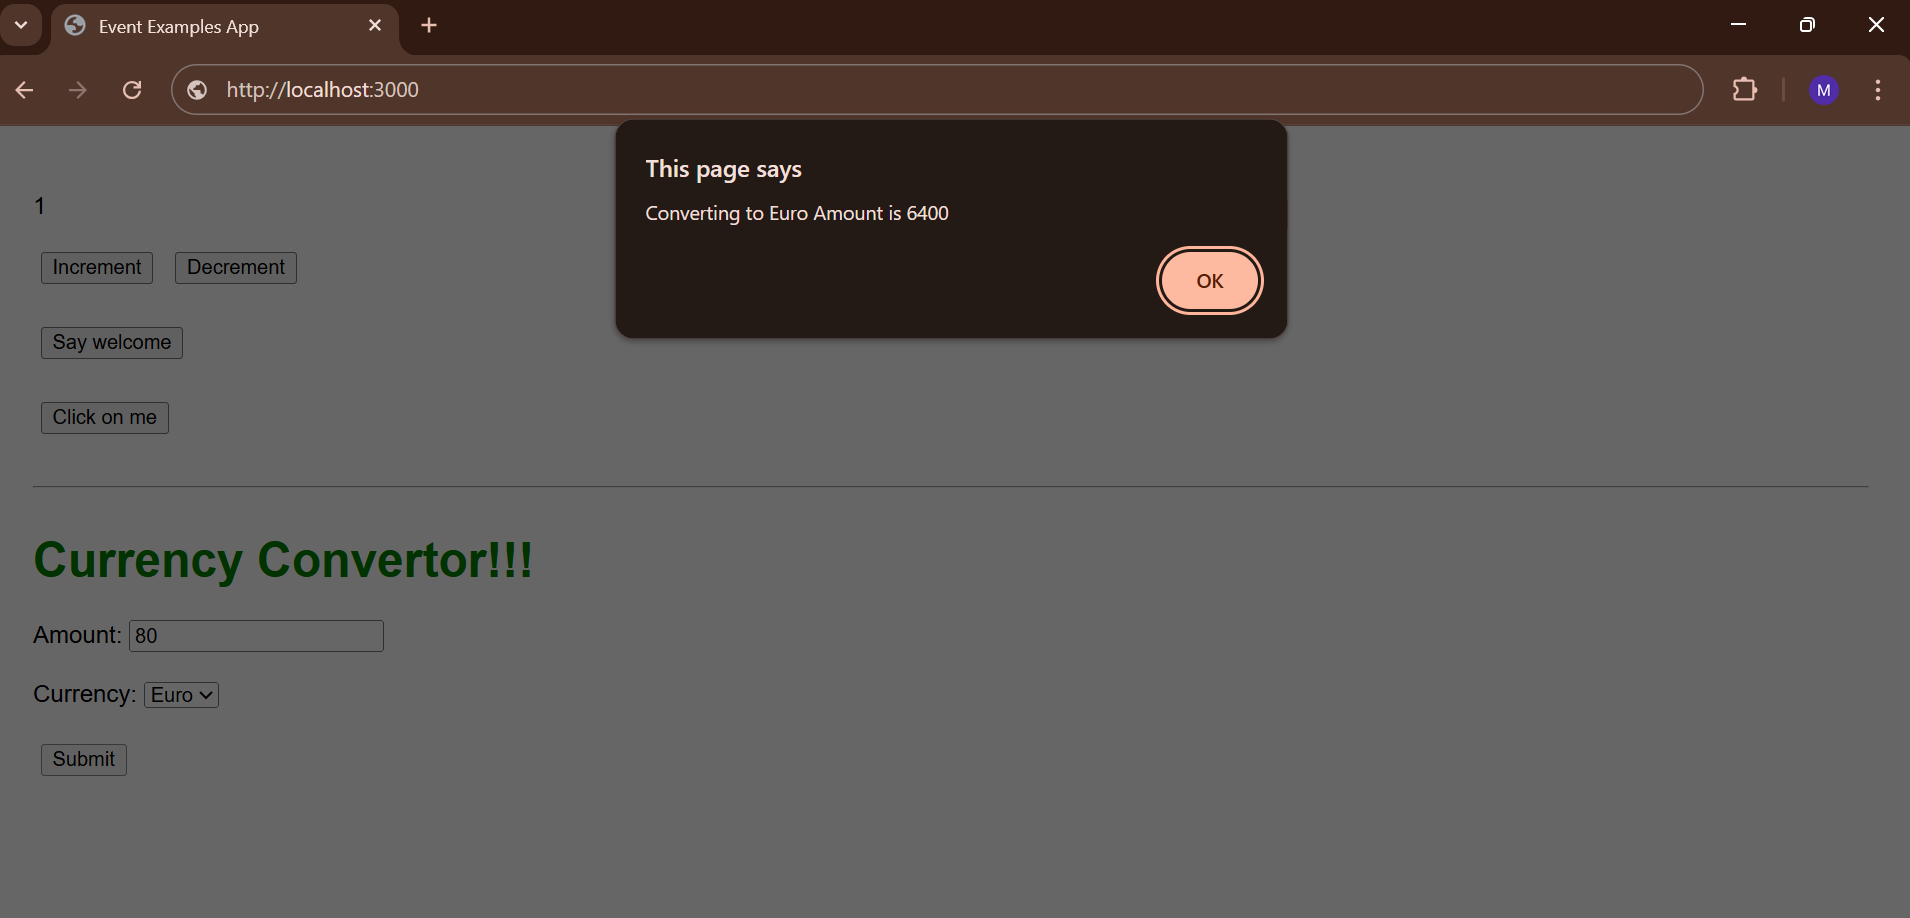 Event Examples App
http://localhost:3000
M
This page says
Converting to Euro Amount is 6400
OK
1
Increment Decrement
Say welcome
Click on me
Currency Convertor!!!
Amount: 80
Currency: Euro
Submit